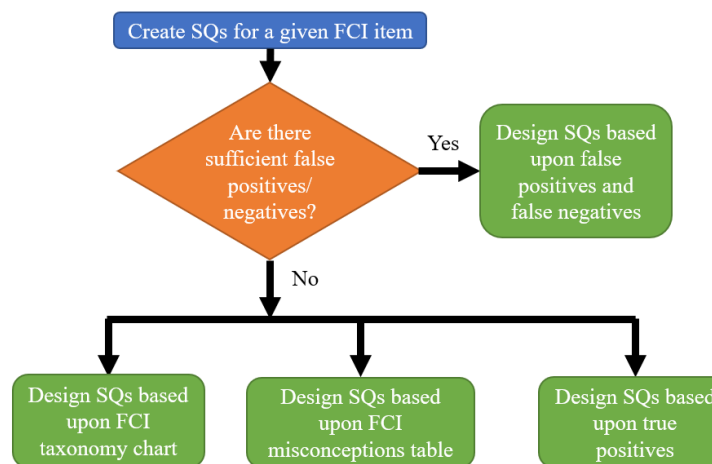 Create SQs for a given FCI item
Are there
sufficient false
positives/
negatives?
Yes
Design SQs based
upon false
positives and
false negatives
No
Design SQs based
upon FCI
taxonomy chart
Design SQs based
upon FCI
misconceptions table
Design SQs based
upon true
positives